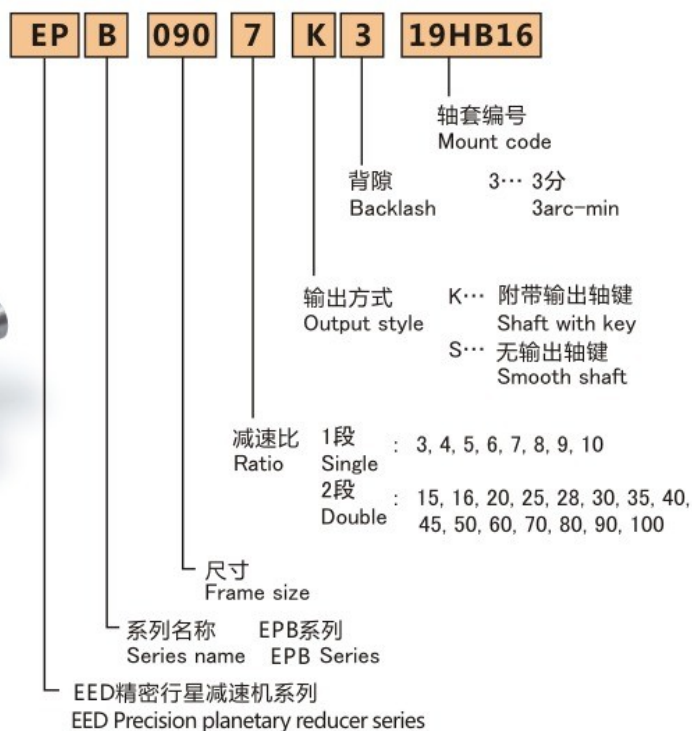 EP B 090 7 K 3 19HB16
轴套编号
Mount code
背隙 3… 3分
Backlash 3arc-min
输出方式 K… 附带输出轴键
Output style Shaft with key
S… 无输出轴键
Smooth shaft
减速比 1段 : 3, 4, 5, 6, 7, 8, 9, 10
Ratio Single
2段 : 15, 16, 20, 25, 28, 30, 35, 40,
Double 45, 50, 60, 70, 80, 90, 100
尺寸
Frame size
系列名称 EPB系列
Series name EPB Series
EED精密行星减速机系列
EED Precision planetary reducer series